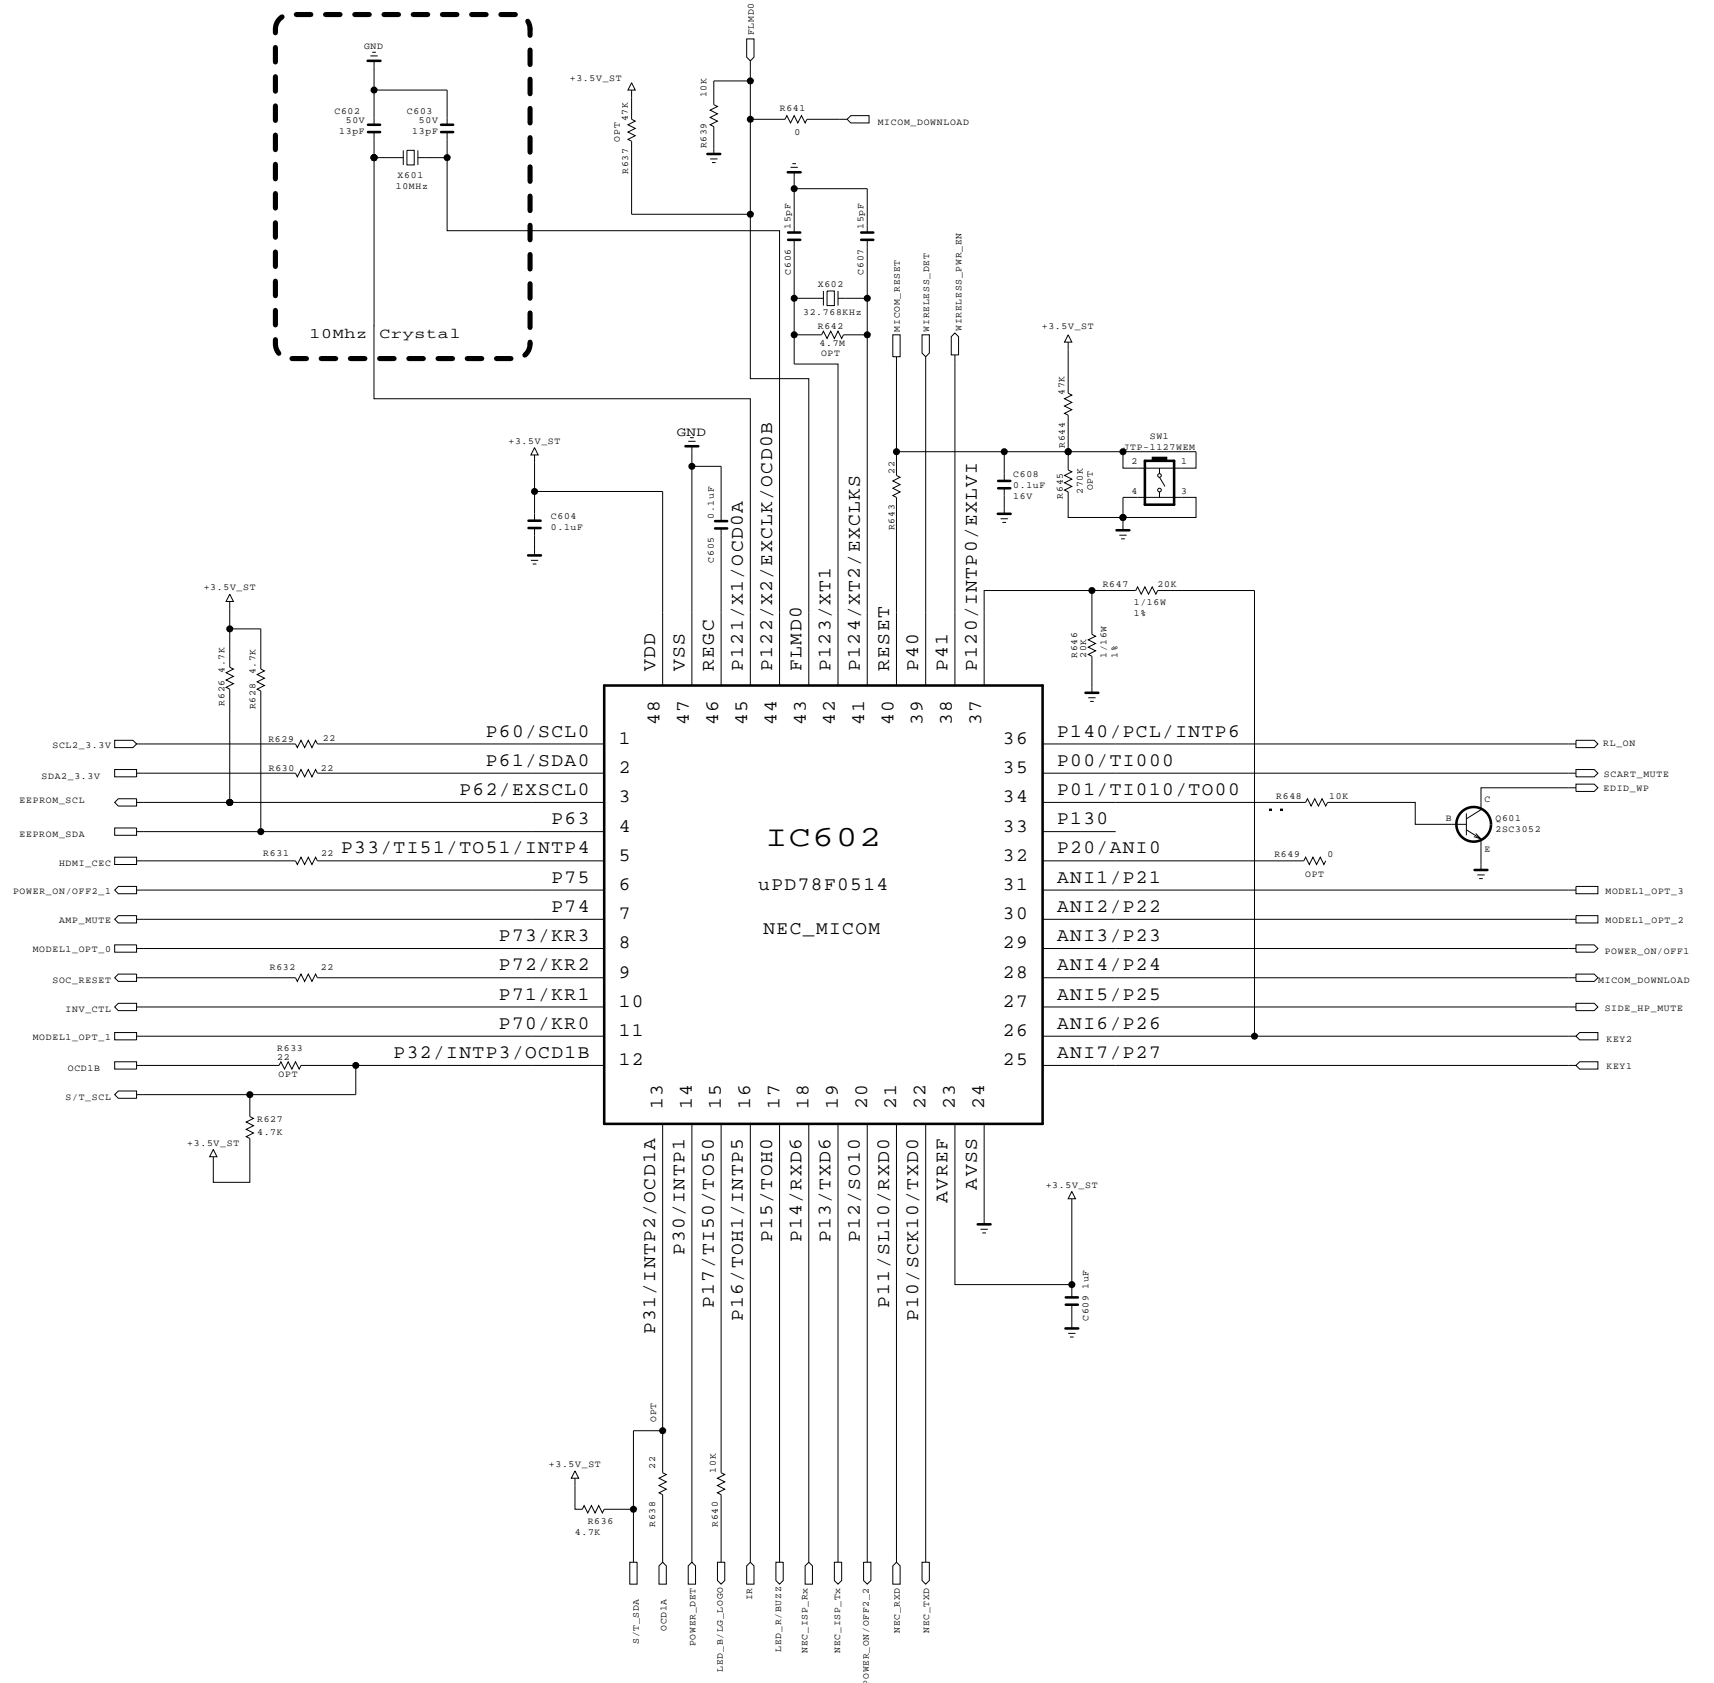 GND
C602
50V
13pF
C603
50V
13pF
X601
10MHz
10Mhz Crystal
FLMD0
+3.5V_ST
47K
OPT
R637
10K
R639
R641
0
MICOM_DOWNLOAD
15pF
C606
15pF
C607
X602
32.768KHz
R642
4.7M
OPT
MICOM_RESET
WIRELESS_DET
WIRELESS_PWR_EN
+3.5V_ST
47K
R644
R645
270K
OPT
SW1
JTP-1127WEM
2
1
4
3
C608
0.1uF
16V
22
R643
+3.5V_ST
C604
0.1uF
GND
0.1uF
C605
VDD
VSS
REGC
P121/X1/OCD0A
P122/X2/EXCLK/OCD0B
FLMD0
P123/XT1
P124/XT2/EXCLKS
RESET
P40
P41
P120/INTP0/EXLVI
R647
20K
1/16W
1%
R646
20K
1/16W
1%
48
47
46
45
44
43
42
41
40
39
38
37
+3.5V_ST
4.7K
R626
4.7K
R628
SCL2_3.3V
R629
22
P60/SCL0
1
SDA2_3.3V
R630
22
P61/SDA0
2
EEPROM_SCL
P62/EXSCL0
3
EEPROM_SDA
P63
4
HDMI_CEC
R631
22
P33/TI51/TO51/INTP4
5
POWER_ON/OFF2_1
P75
6
AMP_MUTE
P74
7
MODEL1_OPT_0
P73/KR3
8
SOC_RESET
R632
22
P72/KR2
9
INV_CTL
P71/KR1
10
MODEL1_OPT_1
P70/KR0
11
OCD1B
R633
22
OPT
P32/INTP3/OCD1B
12
S/T_SCL
R627
4.7K
+3.5V_ST
IC602
uPD78F0514
NEC_MICOM
36
P140/PCL/INTP6
RL_ON
35
P00/TI000
SCART_MUTE
34
P01/TI010/TO00
R648
10K
EDID_WP
C
B
E
Q601
2SC3052
33
P130
32
P20/ANI0
R649
0
OPT
31
ANI1/P21
MODEL1_OPT_3
30
ANI2/P22
MODEL1_OPT_2
29
ANI3/P23
POWER_ON/OFF1
28
ANI4/P24
MICOM_DOWNLOAD
27
ANI5/P25
SIDE_HP_MUTE
26
ANI6/P26
KEY2
25
ANI7/P27
KEY1
13
14
15
16
17
18
19
20
21
22
23
24
P31/INTP2/OCD1A
P30/INTP1
P17/TI50/TO50
P16/TOH1/INTP5
P15/TOH0
P14/RXD6
P13/TXD6
P12/SO10
P11/SL10/RXD0
P10/SCK10/TXD0
AVREF
AVSS
+3.5V_ST
1uF
C609
OPT
22
R638
+3.5V_ST
R636
4.7K
10K
R640
S/T_SDA
OCD1A
POWER_DET
LED_B/LG_LOGO
IR
LED_R/BUZZ
NEC_ISP_Rx
NEC_ISP_Tx
POWER_ON/OFF2_2
NEC_RXD
NEC_TXD